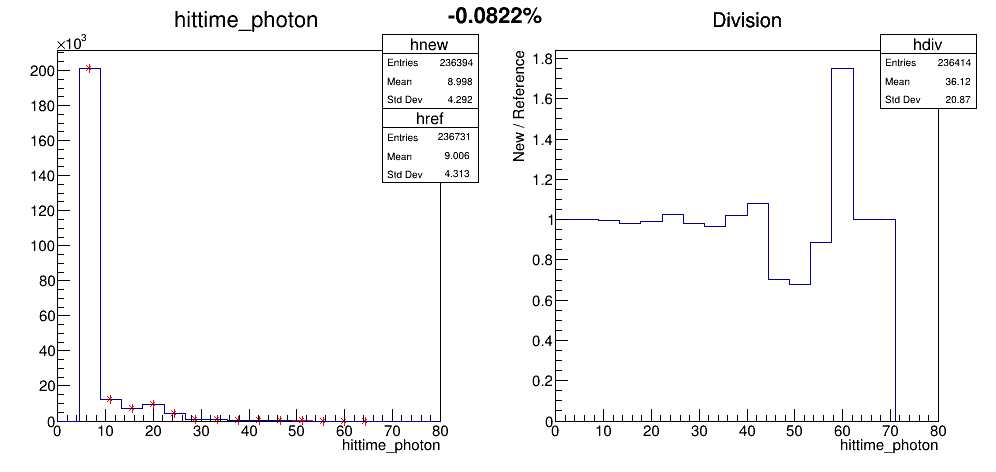 -0.0822%
hittime_photon
×10³
hnew
Entries 236394
Mean 8.998
Std Dev 4.292
href
Entries 236731
Mean 9.006
Std Dev 4.313
200
180
160
140
120
100
80
60
40
20
0
0 10 20 30 40 50 60 70 80
hittime_photon
Division
hdiv
Entries 236414
Mean 36.12
Std Dev 20.87
New / Reference
1.8
1.6
1.4
1.2
1
0.8
0.6
0.4
0.2
0
0 10 20 30 40 50 60 70 80
hittime_photon